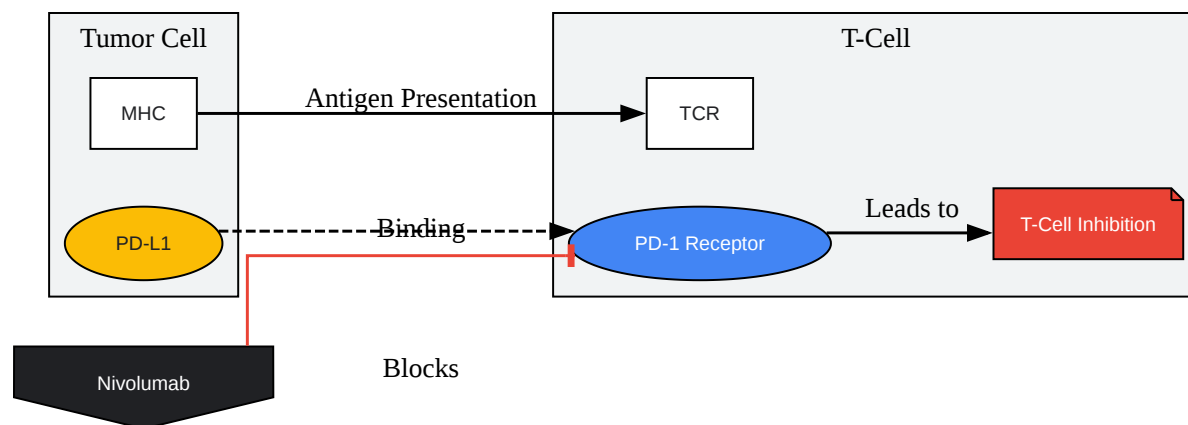 Tumor Cell
T-Cell
MHC
Antigen Presentation
TCR
PD-L1
Binding
PD-1 Receptor
Leads to
T-Cell Inhibition
Nivolumab
Blocks